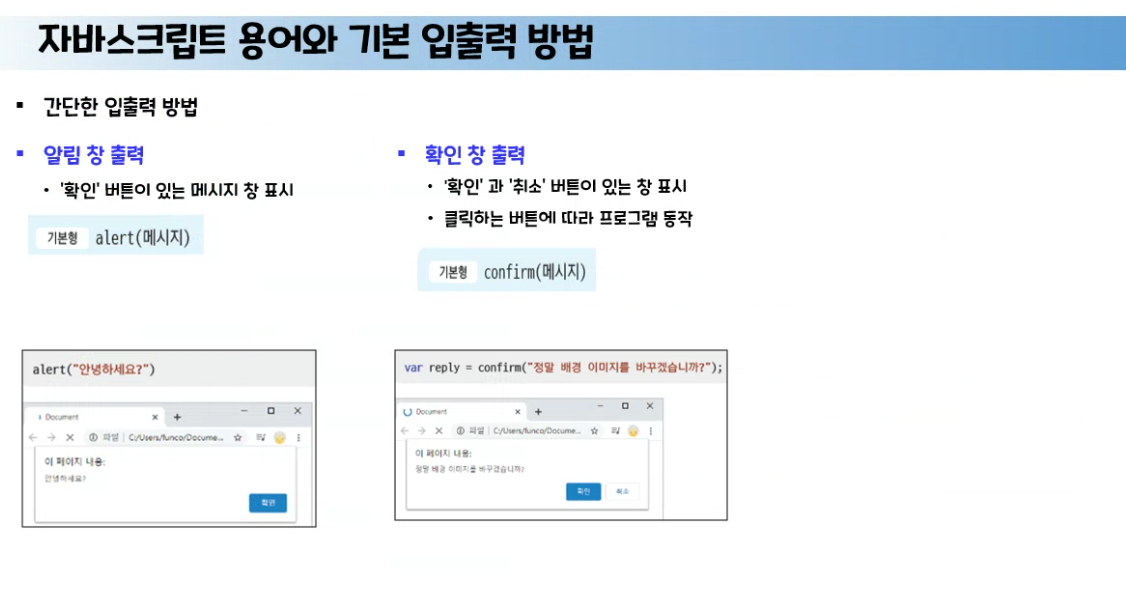 자바스크립트 용어와 기본 입출력 방법
▪ 간단한 입출력 방법
▪ 알림 창 출력
• '확인' 버튼이 있는 메시지 창 표시
기본형 alert(메시지)
alert("안녕하세요?")
Document
파일 | C:/Users/funco/Docume...
이 페이지 내용:
안녕하세요?
확인
▪ 확인 창 출력
• '확인' 과 '취소' 버튼이 있는 창 표시
• 클릭하는 버튼에 따라 프로그램 동작
기본형 confirm(메시지)
var reply = confirm("정말 배경 이미지를 바꾸겠습니까?");
Document
파일 | C:/Users/funco/Docume...
이 페이지 내용:
정말 배경 이미지를 바꾸겠습니까?
확인 취소